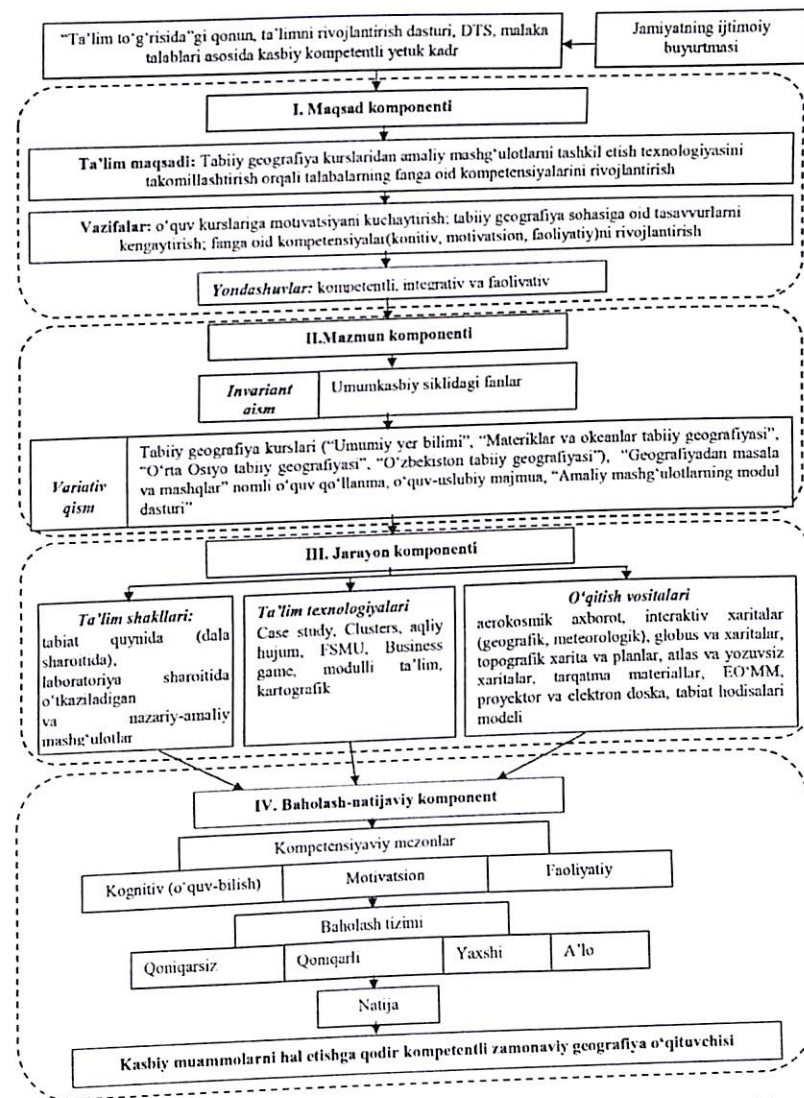 “Ta’lim to‘g‘risida”gi qonun, ta’limni rivojlantirish dasturi, DTS, malaka
talablari asosida kasbiy kompetentli yetuk kadr
Jamiyatning ijtimoiy
buyurtmasi
I. Maqsad komponenti
Ta’lim maqsadi: Tabiiy geografiya kurslaridan amaliy mashg‘ulotlarni tashkil etish texnologiyasini
takomillashtirish orqali talabalarning fanga oid kompetensiyalarini rivojlantirish
Vazifalar: o‘quv kurslariga motivatsiyani kuchaytirish; tabiiy geografiya sohasiga oid tasavvurlarni
kengaytirish; fanga oid kompetensiyalar(konitiv, motivatsion, faoliyatiy)ni rivojlantirish
Yondashuvlar: kompetentli, integrativ va faolivativ
II.Mazmun komponenti
Invariant
qism
Umumkasbiy siklidagi fanlar
Variativ
qism
Tabiiy geografiya kurslari (“Umumiy yer bilimi”, “Materiklar va okeanlar tabiiy geografiyasi”,
“O‘rta Osiyo tabiiy geografiyasi”, “O‘zbekiston tabiiy geografiyasi”), “Geografiyadan masala
va mashqlar” nomli o‘quv qo‘llanma, o‘quv-uslubiy majmua, “Amaliy mashg‘ulotlarning modul
dasturi”
III. Jarayon komponenti
Ta’lim shakllari:
tabiat quynida (dala
sharoitida),
laboratoriya sharoitida
o‘tkaziladigan
va nazariy-amaliy
mashg‘ulotlar
Ta’lim texnologiyalari
Case study, Clusters, aqliy
hujum, FSMU, Business
game, modulli ta’lim,
kartografik
O‘qitish vositalari
aerokosmik axborot, interaktiv xaritalar
(geografik, meteorologik), globus va xaritalar,
topografik xarita va planlar, atlas va yozuvsiz
xaritalar, tarqatma materiallar, EO‘MM,
proyektor va elektron doska, tabiat hodisalari
modeli
IV. Baholash-natijaviy komponent
Kompetensiyaviy mezonlar
Kognitiv (o‘quv-bilish)
Motivatsion
Faoliyatiy
Baholash tizimi
Qoniqarsiz
Qoniqarli
Yaxshi
A’lo
Natija
Kasbiy muammolarni hal etishga qodir kompetentli zamonaviy geografiya o‘qituvchisi